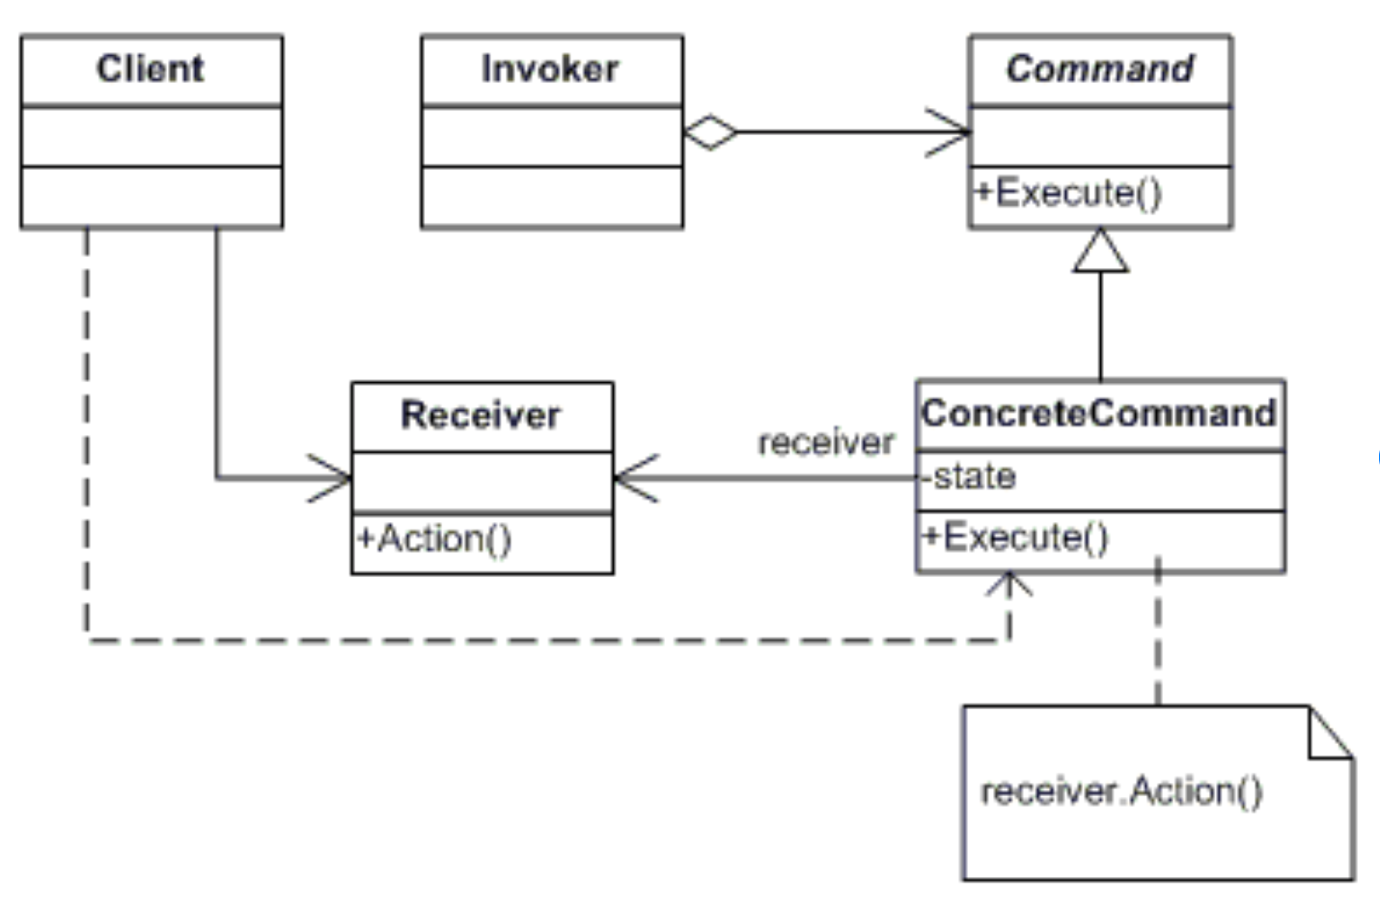 Client
Invoker
Command
+Execute()
Receiver
+Action()
receiver
ConcreteCommand
-state
+Execute()
receiver.Action()